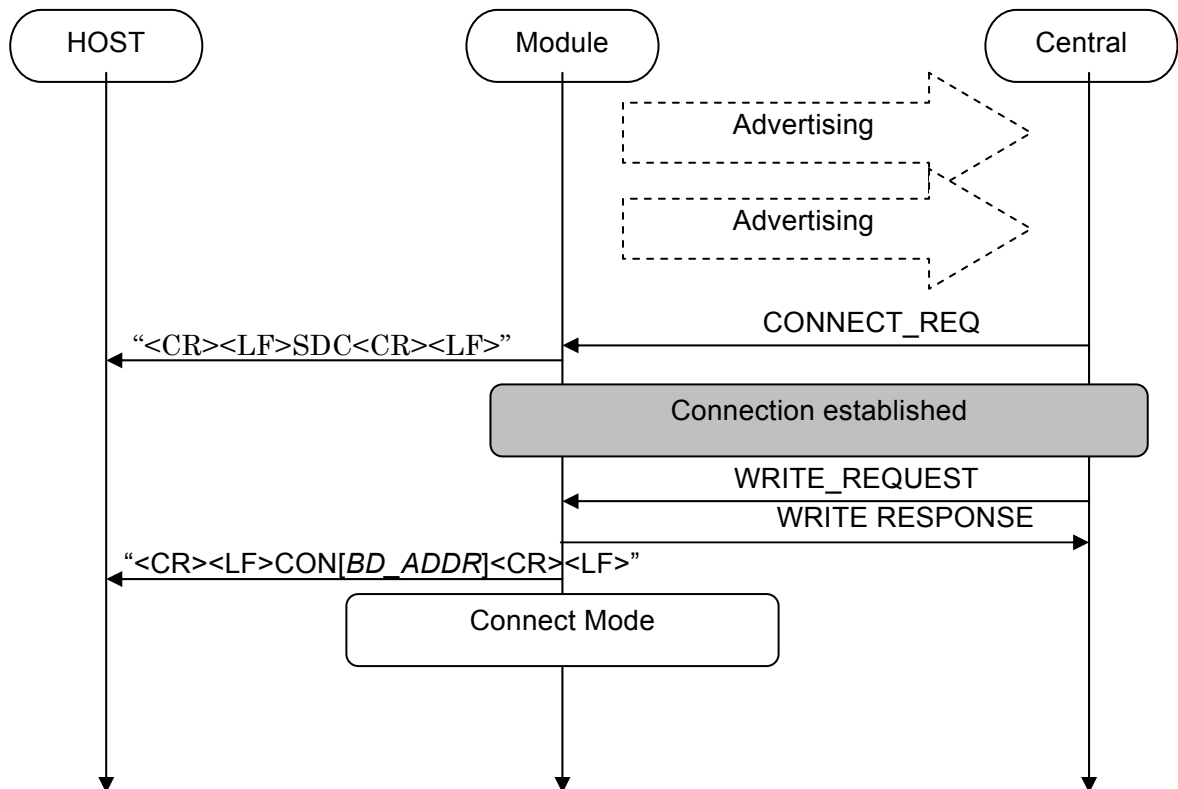 HOST
Module
Central
Advertising
Advertising
CONNECT_REQ
“<CR><LF>SDC<CR><LF>”
Connection established
WRITE_REQUEST
WRITE RESPONSE
“<CR><LF>CON[BD_ADDR]<CR><LF>”
Connect Mode